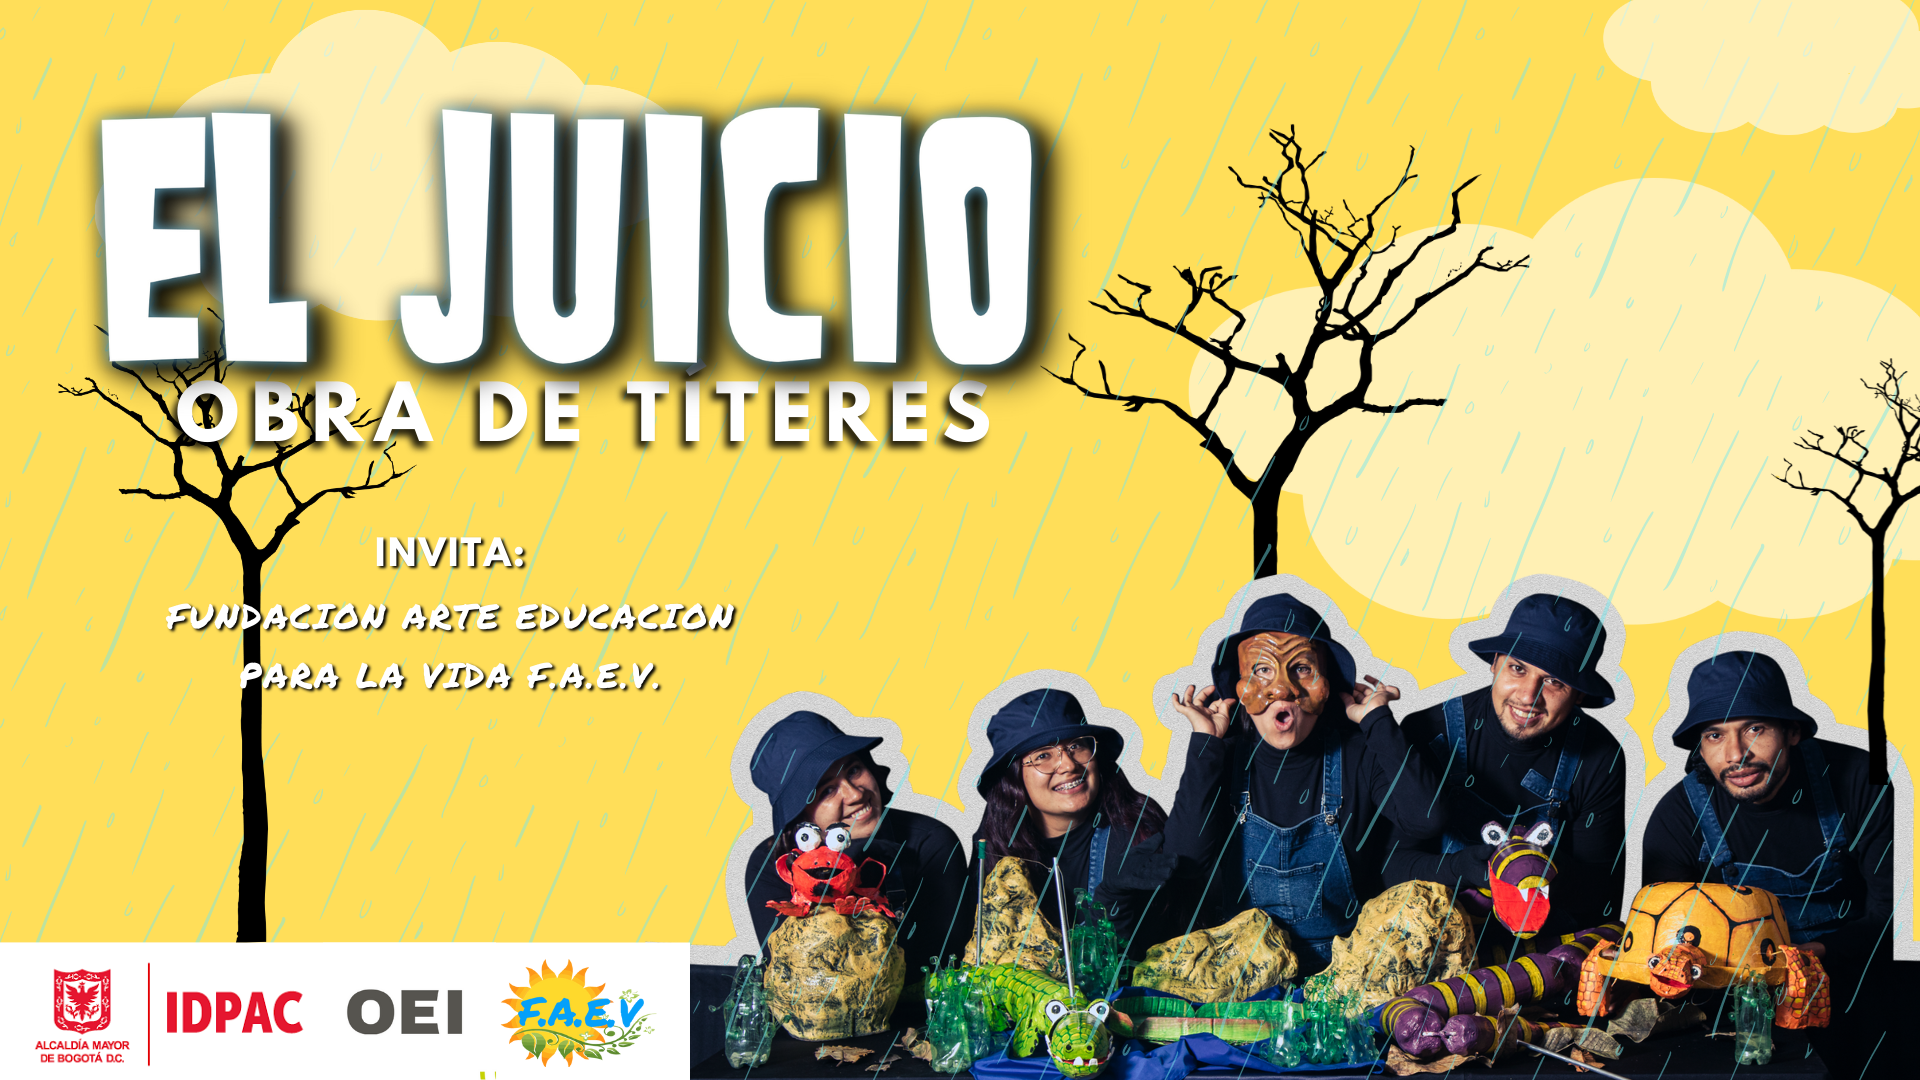 EL JUICIO
OBRA DE TÍTERES
INVITA:
FUNDACION ARTE EDUCACION
PARA LA VIDA F.A.E.V.
ALCALDÍA MAYOR
DE BOGOTÁ D.C.
IDPAC
OEI
F.A.E.V